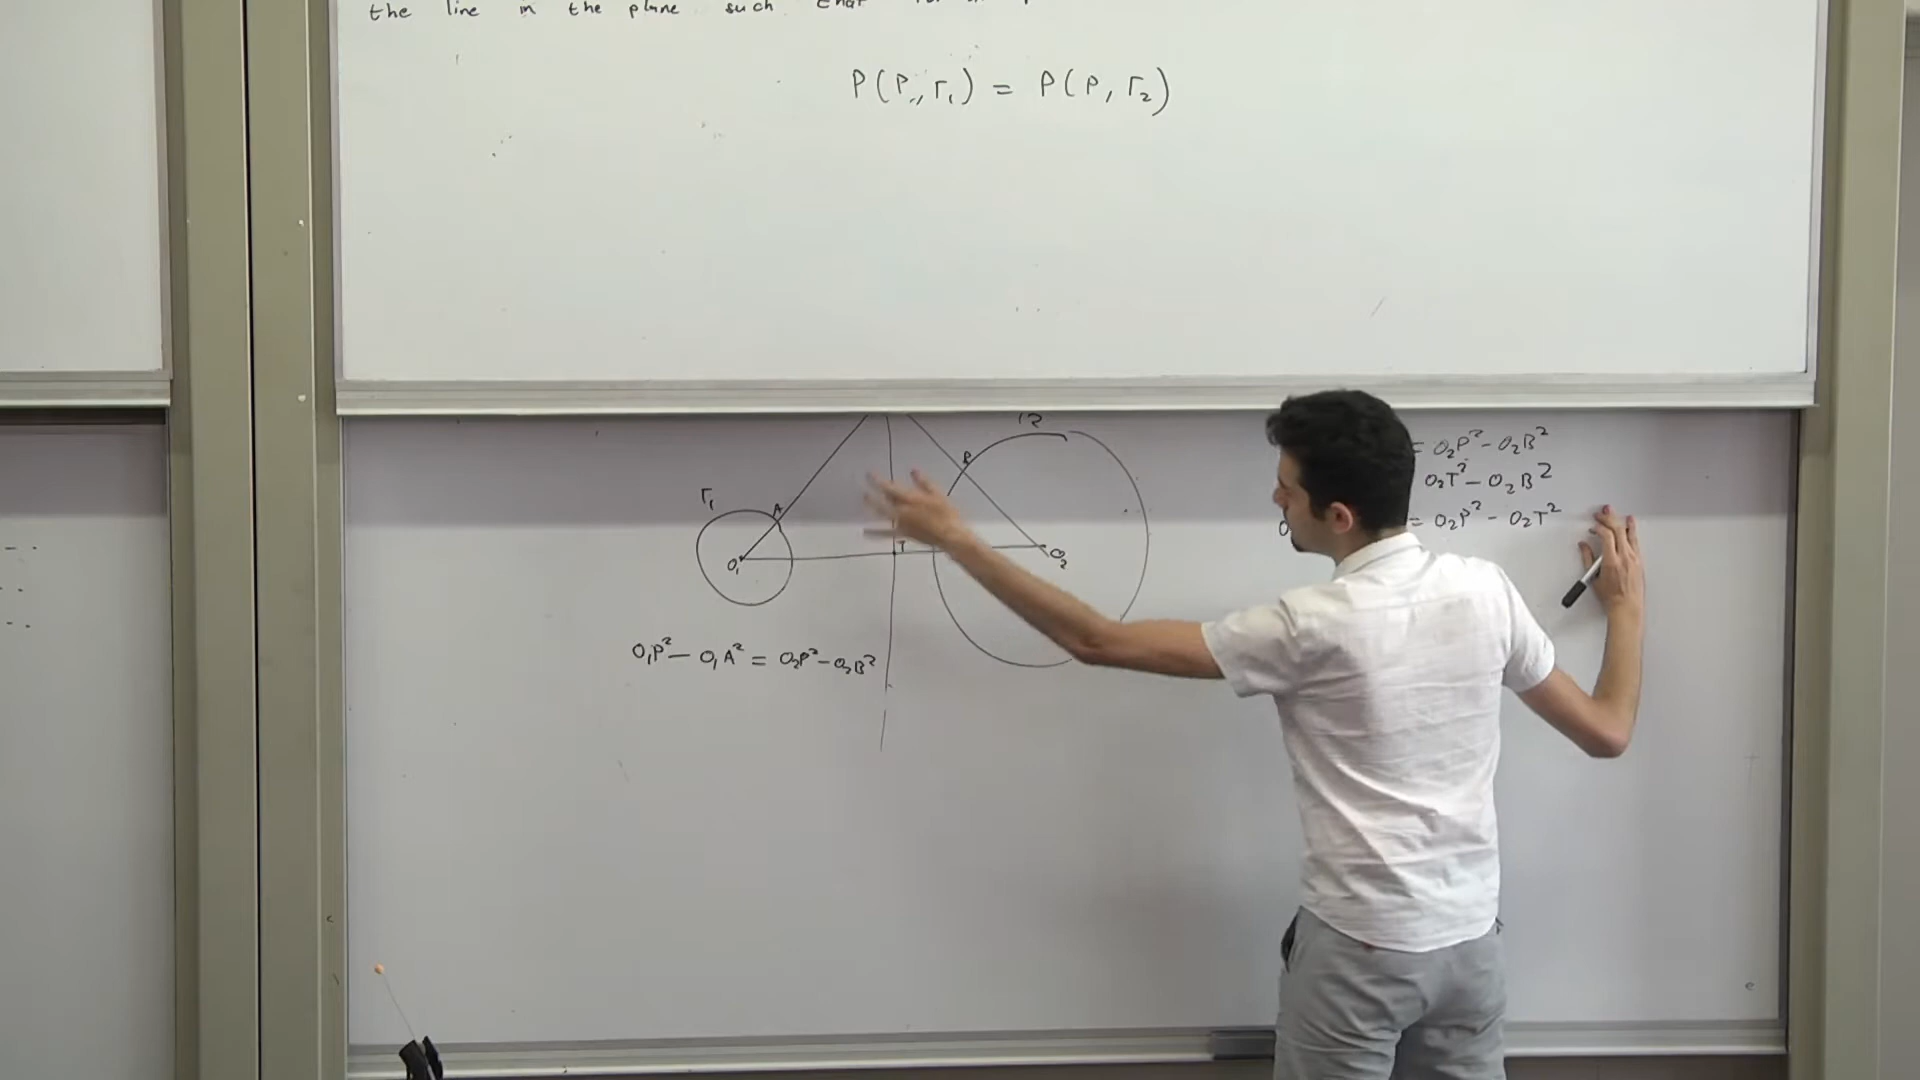 the line in the plane such that
P(P, Γ₁) = P(P, Γ₂)
Γ₁
A
O₁
T
B
O₂
O₁P² - O₁A² = O₂P² - O₂B²
= O₂P² - O₂B²
O₂T² - O₂B²
= O₂P² - O₂T²